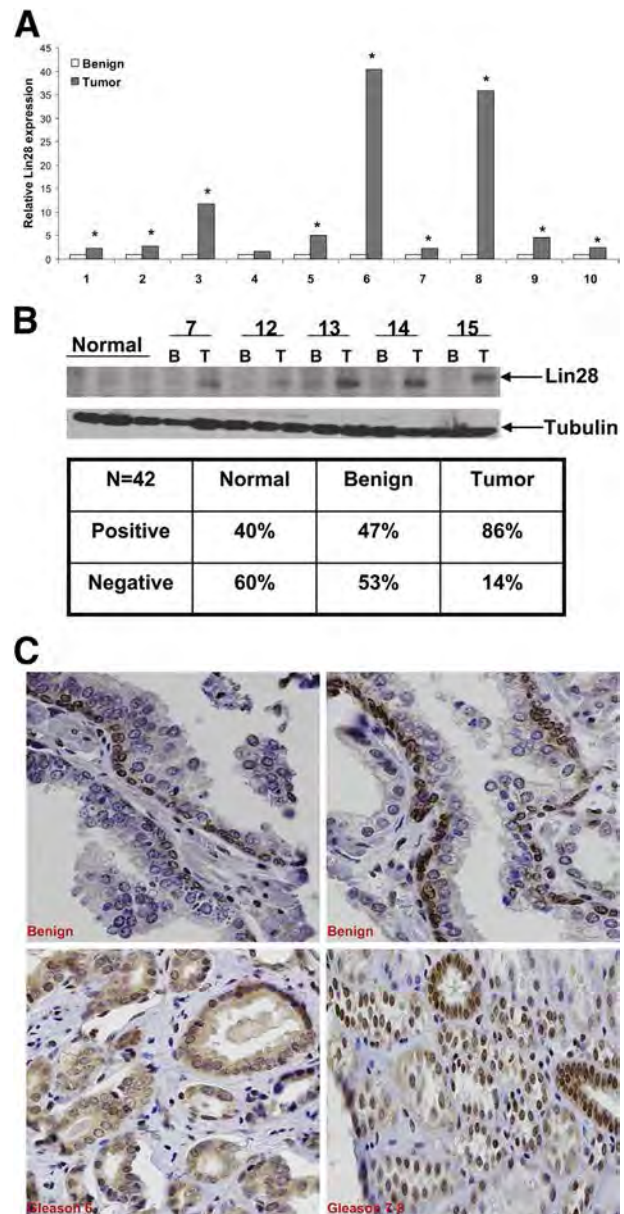 A
45
40
35
30
25
20
15
10
5
0
Relative Lin28 expression
Benign
Tumor
* * * * * * * * *
1 2 3 4 5 6 7 8 9 10
B
7 12 13 14 15
Normal B T B T B T B T B T
Lin28
Tubulin
N=42 Normal Benign Tumor
Positive 40% 47% 86%
Negative 60% 53% 14%
C
Benign Benign
Gleason 6 Gleason 7-8